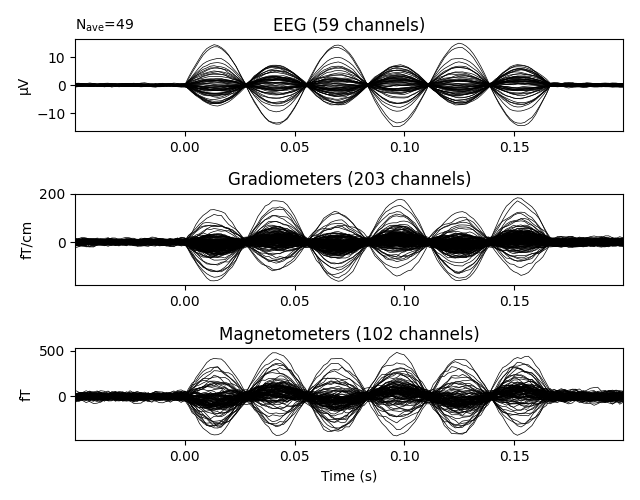 N_ave=49
EEG (59 channels)
10
0
−10
µV
0.00 0.05 0.10 0.15
Gradiometers (203 channels)
200
0
fT/cm
0.00 0.05 0.10 0.15
Magnetometers (102 channels)
500
0
fT
0.00 0.05 0.10 0.15
Time (s)